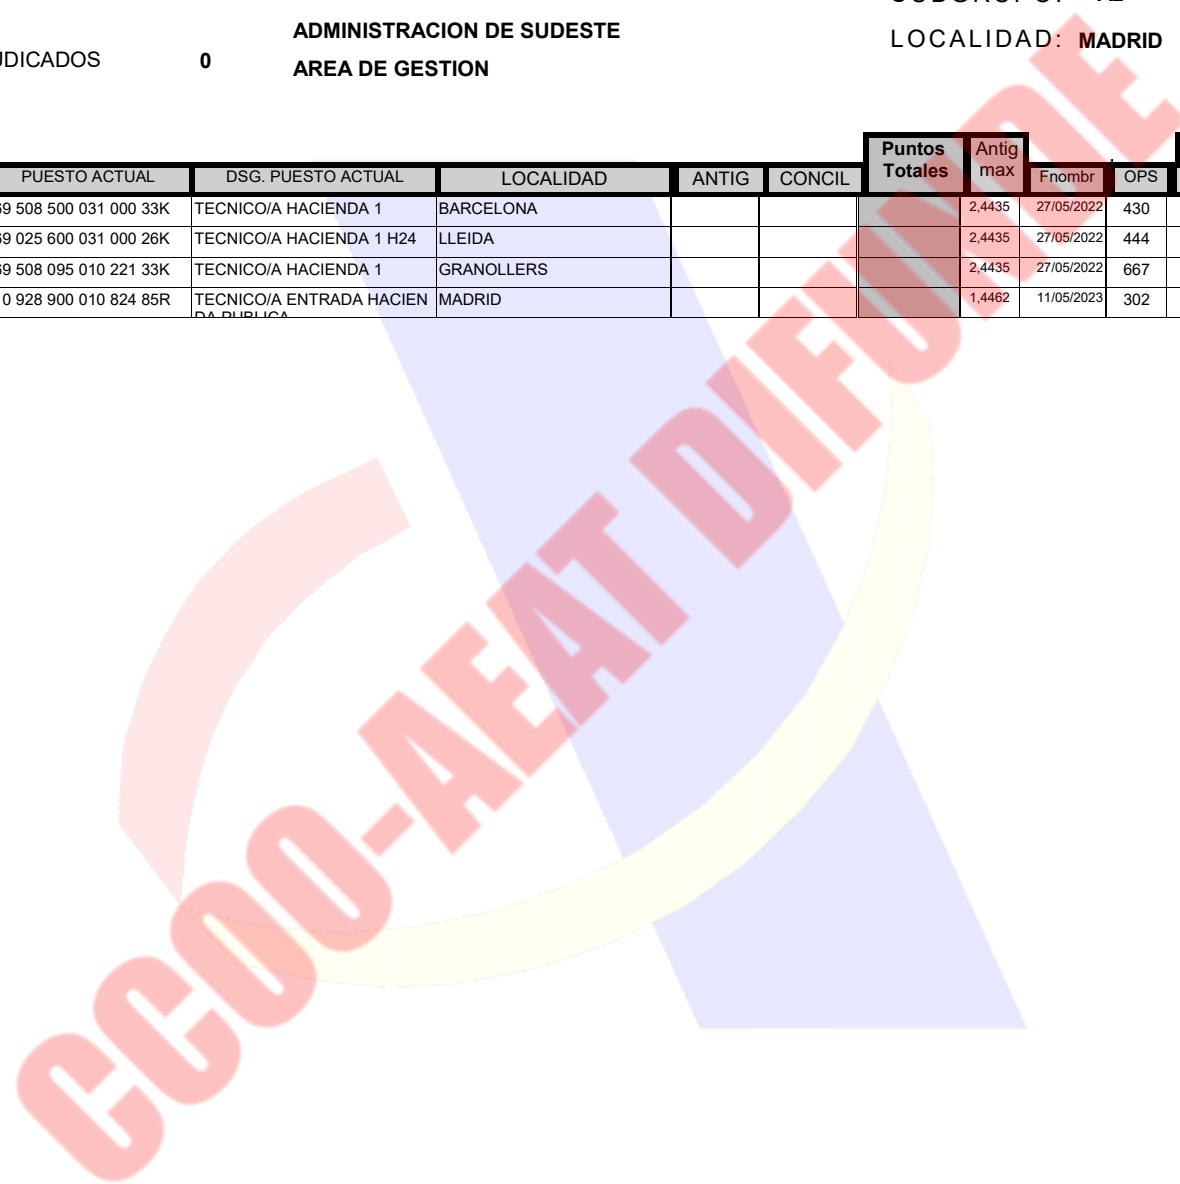 ADMINISTRACION DE SUDESTE
LOCALIDAD: MADRID
0
AREA DE GESTION
Puntos Totales Antig max
PUESTO ACTUAL DSG. PUESTO ACTUAL LOCALIDAD ANTIG CONCIL Fnombr OPS
508 500 031 000 33K TECNICO/A HACIENDA 1 BARCELONA 2,4435 27/05/2022 430
025 600 031 000 26K TECNICO/A HACIENDA 1 H24 LLEIDA 2,4435 27/05/2022 444
508 095 010 221 33K TECNICO/A HACIENDA 1 GRANOLLERS 2,4435 27/05/2022 667
0 928 900 010 824 85R TECNICO/A ENTRADA HACIEN MADRID 1,4462 11/05/2023 302
DA PUBLICA
CCOO-AEAT DIFUNDE